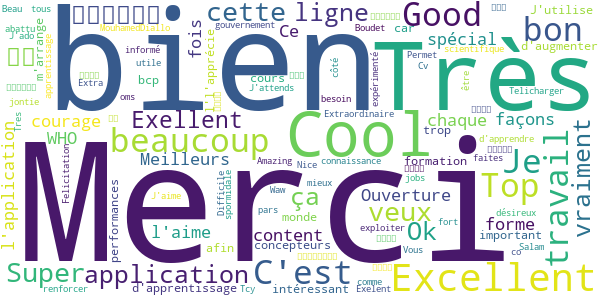 Beau
tous
cette
ligne
Good
J'utilise
MouhamedDiallo
gouvernement
Boudet
abattu
J'ado
fois
Ce
car
bon
m'arrange
informé
spécial
d'augmenter
bien
Très
apprentissage
utile
côté
scientifique
l'apprécie
Extra
bcp
cours
expérimenté
Permet
être
J'attends
Cv
jontie
oms
besoin
Telicharger
Extraordinaire
Tres
courage
Exellent
chaque
façons
WHO
beaucoup
Cool
trop
d'apprendre
Meilleurs
Amazing
Nice
connaissance
formation
faites
Je
travail
vraiment
l'application
Felicitation
Merci
J'aime
Difficile
spormidale
Waw
mieux
jobs
Top
performances
ça
Ouverture
veux
désireux
pars
monde
exploiter
fort
forme
l'aime
content
Ok
important
afin
concepteurs
Vous
co
Salam
Super
application
C'est
Excellent
renforcer
d'apprentissage
Tcy
intéressant
comme
Exelent